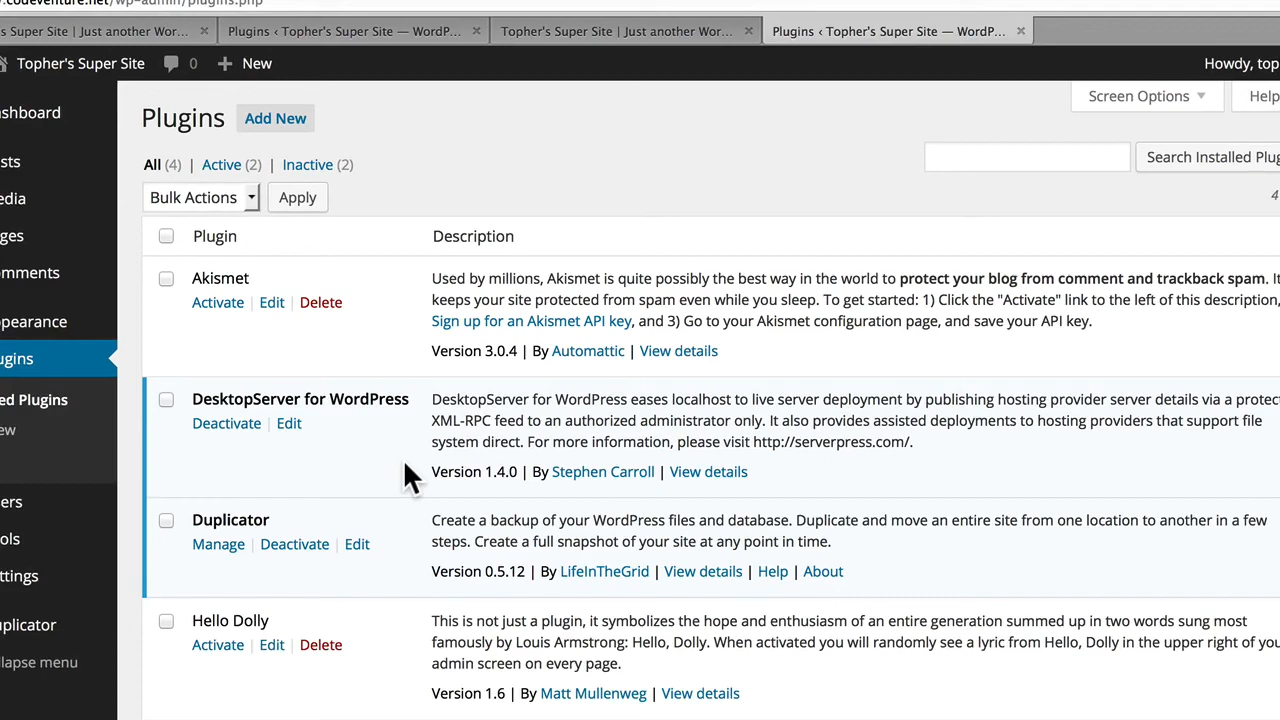 .codeventure.net/wp-admin/plugins.php
s Super Site | Just another Wor... × Plugins ‹ Topher's Super Site — WordP... × Topher's Super Site | Just another Wor... × Plugins ‹ Topher's Super Site — WordP... ×
Topher's Super Site 0 + New Howdy, top
shboard
sts
edia
ges
omments
pearance
ugins
ed Plugins
ew
ers
ols
ttings
uplicator
llapse menu
Screen Options ▼ Help
Plugins Add New
All (4) | Active (2) | Inactive (2)
Search Installed Plug
Bulk Actions Apply
4
Plugin Description
Akismet
Activate | Edit | Delete
Used by millions, Akismet is quite possibly the best way in the world to protect your blog from comment and trackback spam. It
keeps your site protected from spam even while you sleep. To get started: 1) Click the "Activate" link to the left of this description,
Sign up for an Akismet API key, and 3) Go to your Akismet configuration page, and save your API key.
Version 3.0.4 | By Automattic | View details
DesktopServer for WordPress
Deactivate | Edit
DesktopServer for WordPress eases localhost to live server deployment by publishing hosting provider server details via a protec
XML-RPC feed to an authorized administrator only. It also provides assisted deployments to hosting providers that support file
system direct. For more information, please visit http://serverpress.com/.
Version 1.4.0 | By Stephen Carroll | View details
Duplicator
Manage | Deactivate | Edit
Create a backup of your WordPress files and database. Duplicate and move an entire site from one location to another in a few
steps. Create a full snapshot of your site at any point in time.
Version 0.5.12 | By LifeInTheGrid | View details | Help | About
Hello Dolly
Activate | Edit | Delete
This is not just a plugin, it symbolizes the hope and enthusiasm of an entire generation summed up in two words sung most
famously by Louis Armstrong: Hello, Dolly. When activated you will randomly see a lyric from Hello, Dolly in the upper right of you
admin screen on every page.
Version 1.6 | By Matt Mullenweg | View details